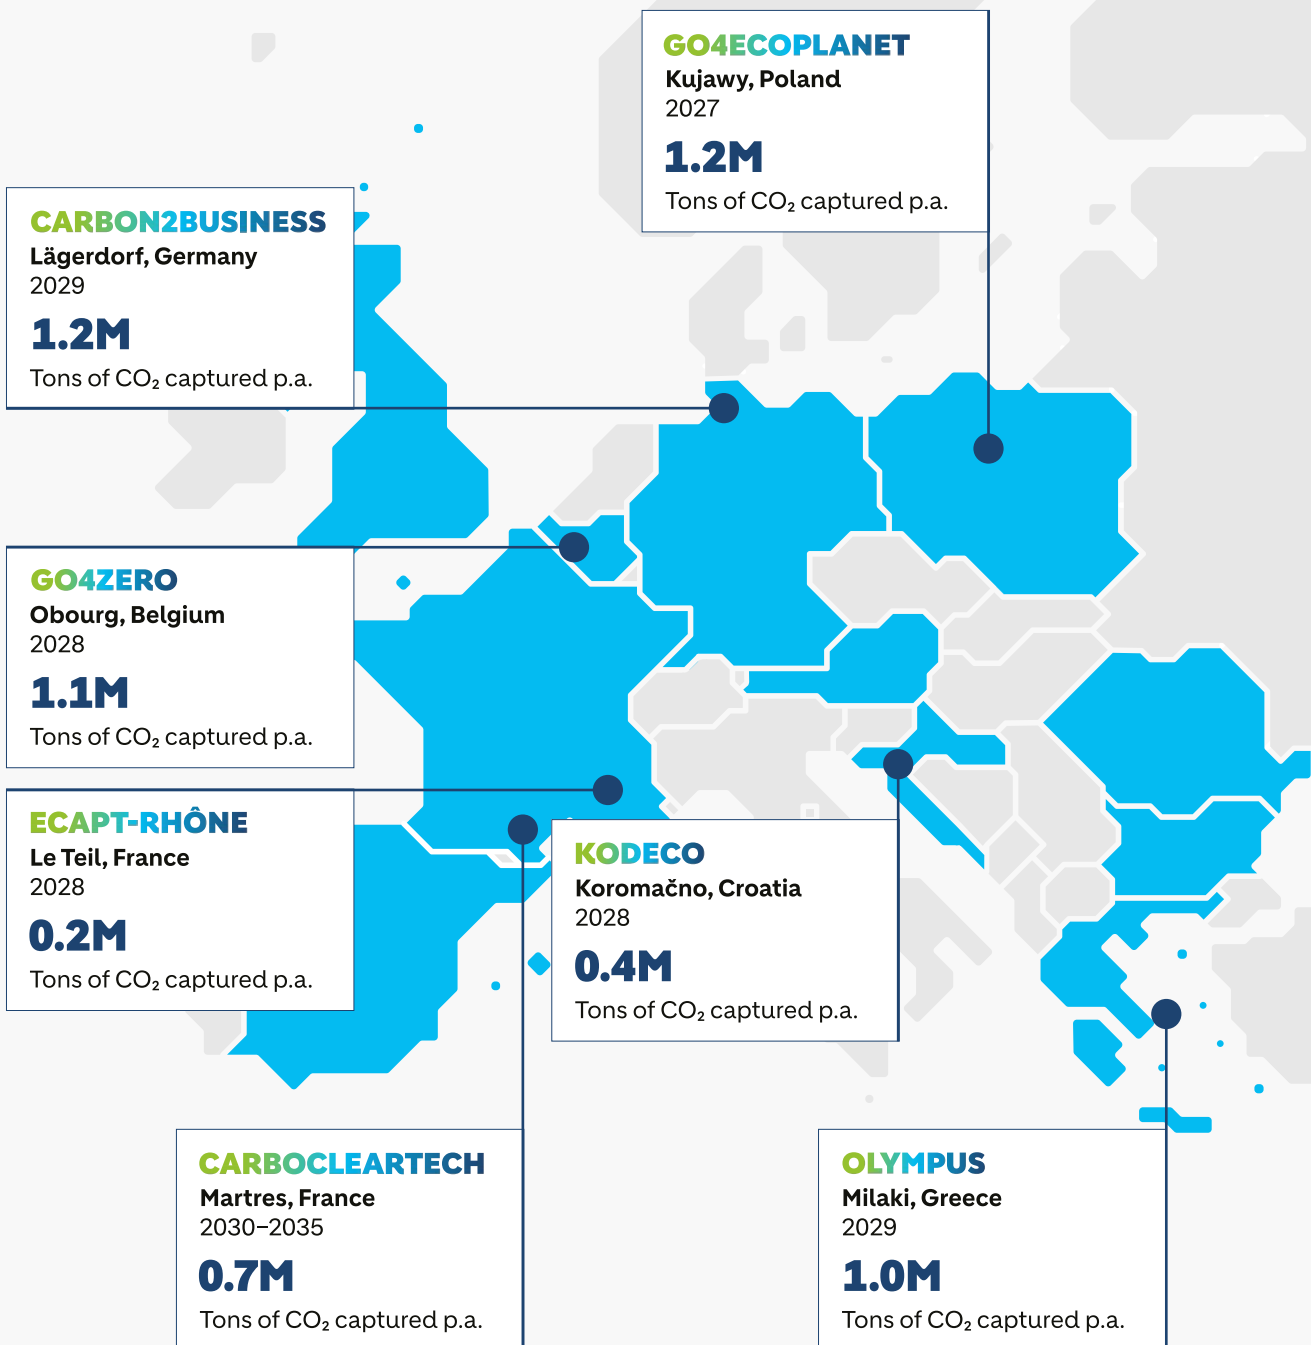 GO4ECOPLANET
Kujawy, Poland
2027
1.2M
Tons of CO₂ captured p.a.
CARBON2BUSINESS
Lägerdorf, Germany
2029
1.2M
Tons of CO₂ captured p.a.
GO4ZERO
Obourg, Belgium
2028
1.1M
Tons of CO₂ captured p.a.
ECAPT-RHÔNE
Le Teil, France
2028
0.2M
Tons of CO₂ captured p.a.
KODECO
Koromačno, Croatia
2028
0.4M
Tons of CO₂ captured p.a.
CARBOCLEARTECH
Martres, France
2030–2035
0.7M
Tons of CO₂ captured p.a.
OLYMPUS
Milaki, Greece
2029
1.0M
Tons of CO₂ captured p.a.